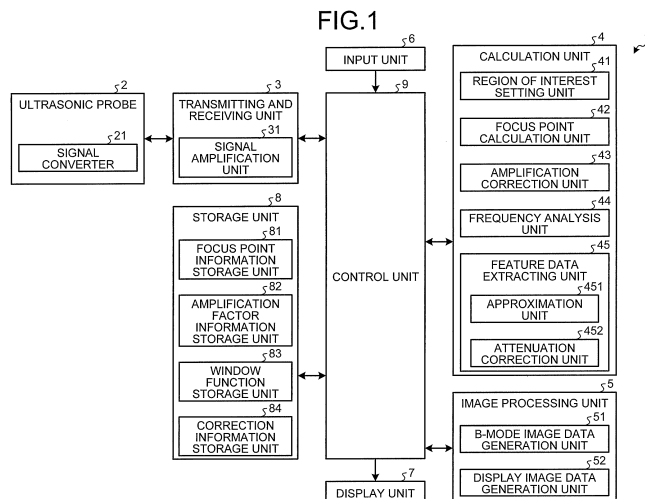 FIG.1
6
INPUT UNIT
2
ULTRASONIC PROBE
21
SIGNAL
CONVERTER
3
TRANSMITTING AND
RECEIVING UNIT
31
SIGNAL
AMPLIFICATION
UNIT
8
STORAGE UNIT
81
FOCUS POINT
INFORMATION
STORAGE UNIT
82
AMPLIFICATION
FACTOR
INFORMATION
STORAGE UNIT
83
WINDOW
FUNCTION
STORAGE UNIT
84
CORRECTION
INFORMATION
STORAGE UNIT
9
CONTROL UNIT
7
DISPLAY UNIT
4
CALCULATION UNIT
41
REGION OF INTEREST
SETTING UNIT
42
FOCUS POINT
CALCULATION UNIT
43
AMPLIFICATION
CORRECTION UNIT
44
FREQUENCY ANALYSIS
UNIT
45
FEATURE DATA
EXTRACTING UNIT
451
APPROXIMATION
UNIT
452
ATTENUATION
CORRECTION UNIT
5
IMAGE PROCESSING UNIT
51
B-MODE IMAGE DATA
GENERATION UNIT
52
DISPLAY IMAGE DATA
GENERATION UNIT